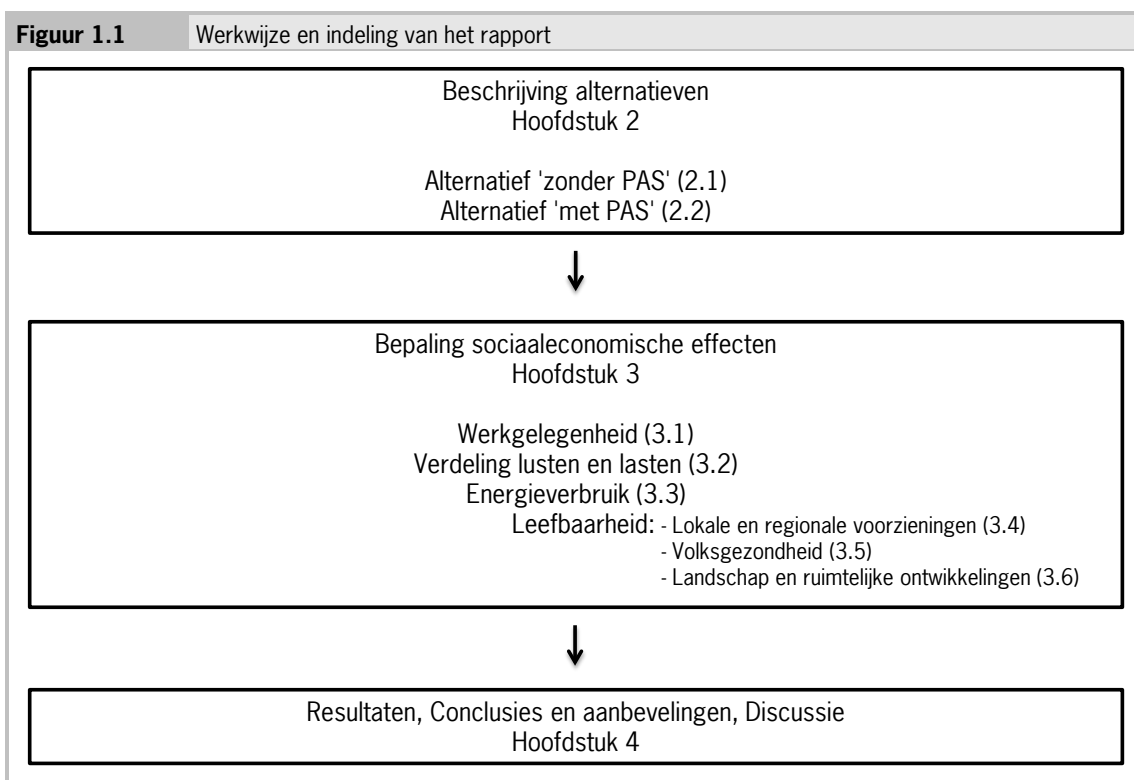 Figuur 1.1 Werkwijze en indeling van het rapport
Beschrijving alternatieven
Hoofdstuk 2
Alternatief 'zonder PAS' (2.1)
Alternatief 'met PAS' (2.2)
Bepaling sociaaleconomische effecten
Hoofdstuk 3
Werkgelegenheid (3.1)
Verdeling lusten en lasten (3.2)
Energieverbruik (3.3)
Leefbaarheid: - Lokale en regionale voorzieningen (3.4)
- Volksgezondheid (3.5)
- Landschap en ruimtelijke ontwikkelingen (3.6)
Resultaten, Conclusies en aanbevelingen, Discussie
Hoofdstuk 4